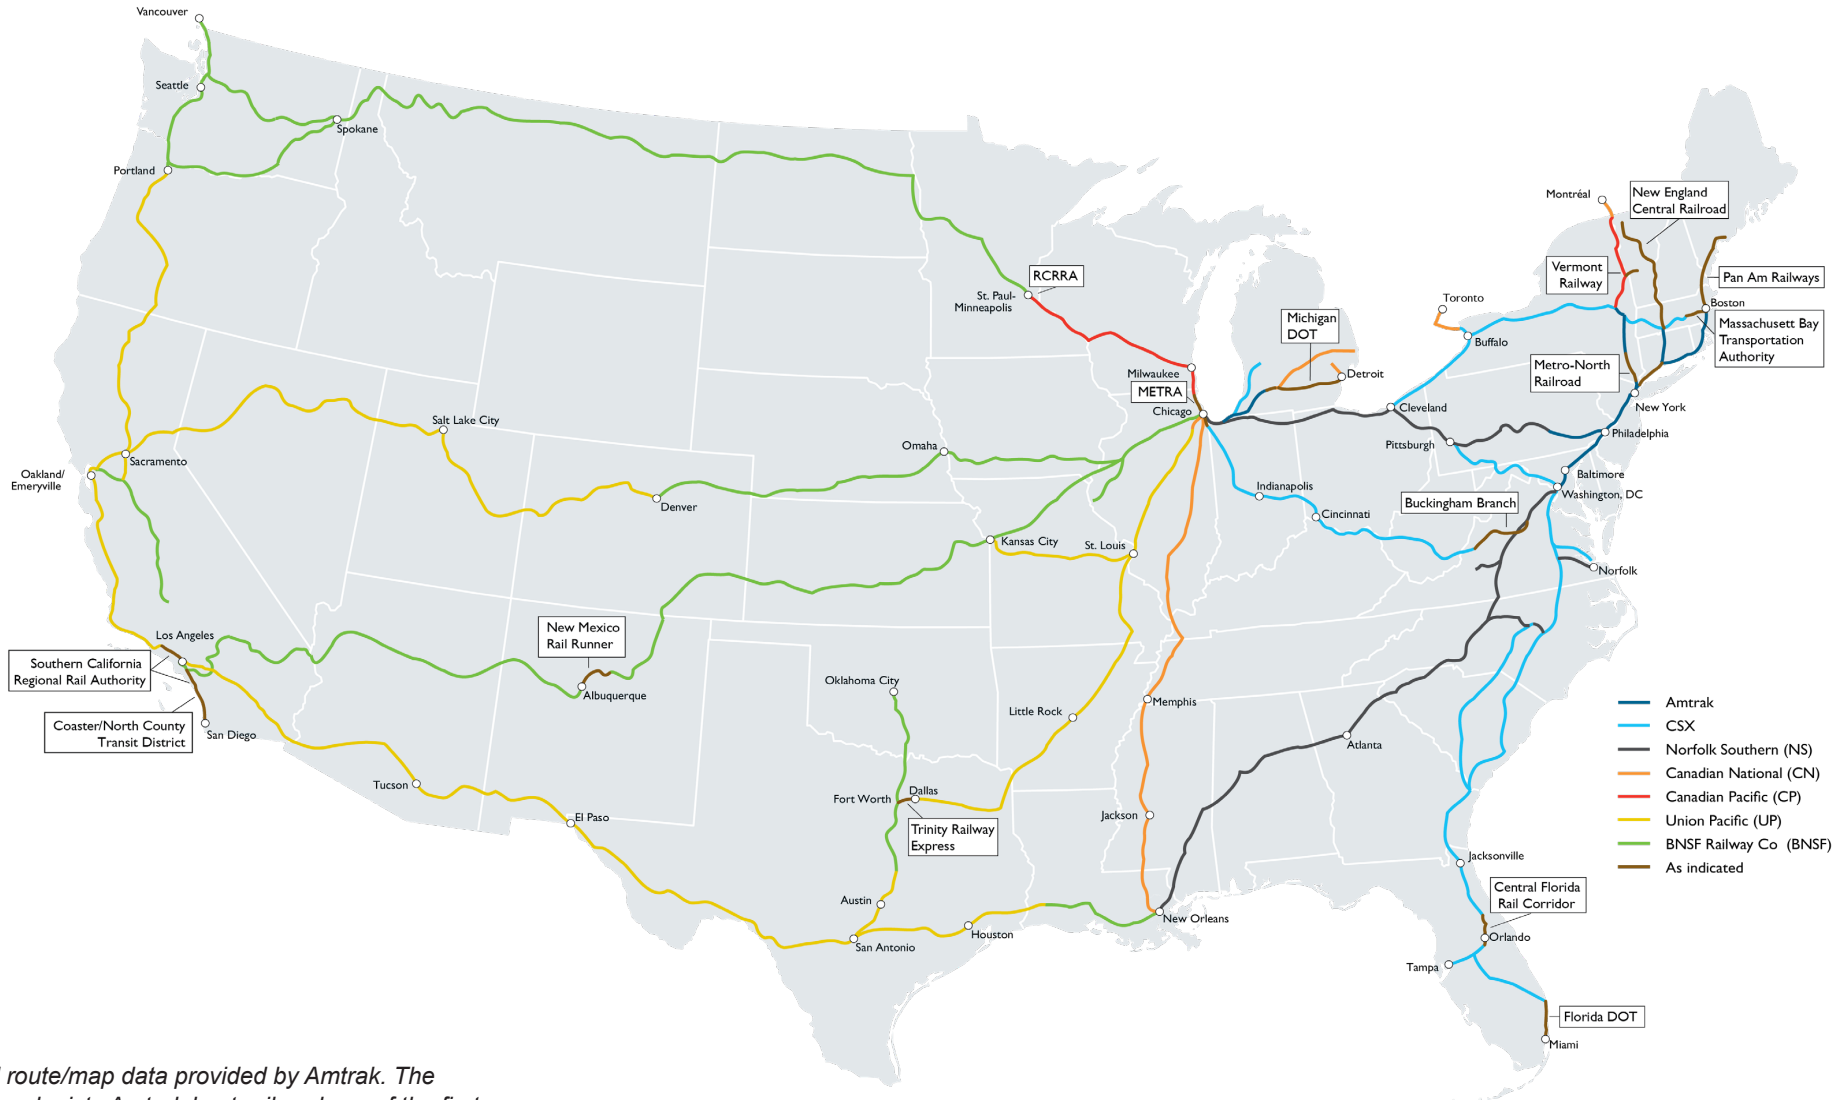 Vancouver
Seattle
Spokane
Portland
Montréal
New England
Central Railroad
RCRRA
St. Paul-
Minneapolis
Vermont
Railway
Pan Am Railways
Toronto
Boston
Michigan
DOT
Massachusett Bay
Transportation
Authority
Buffalo
Metro-North
Railroad
Milwaukee
Detroit
METRA
Chicago
Cleveland
New York
Salt Lake City
Philadelphia
Pittsburgh
Omaha
Sacramento
Oakland/
Emeryville
Baltimore
Washington, DC
Indianapolis
Denver
Buckingham Branch
Cincinnati
Kansas City
St. Louis
Norfolk
Los Angeles
New Mexico
Rail Runner
Southern California
Regional Rail Authority
Albuquerque
Oklahoma City
Memphis
Little Rock
Coaster/North County
Transit District
San Diego
Atlanta
Amtrak
CSX
Norfolk Southern (NS)
Canadian National (CN)
Canadian Pacific (CP)
Union Pacific (UP)
BNSF Railway Co (BNSF)
As indicated
Tucson
Fort Worth
Dallas
El Paso
Jackson
Trinity Railway
Express
Jacksonville
Central Florida
Rail Corridor
Austin
New Orleans
Houston
San Antonio
Orlando
Tampa
Florida DOT
Miami
route/map data provided by Amtrak. The